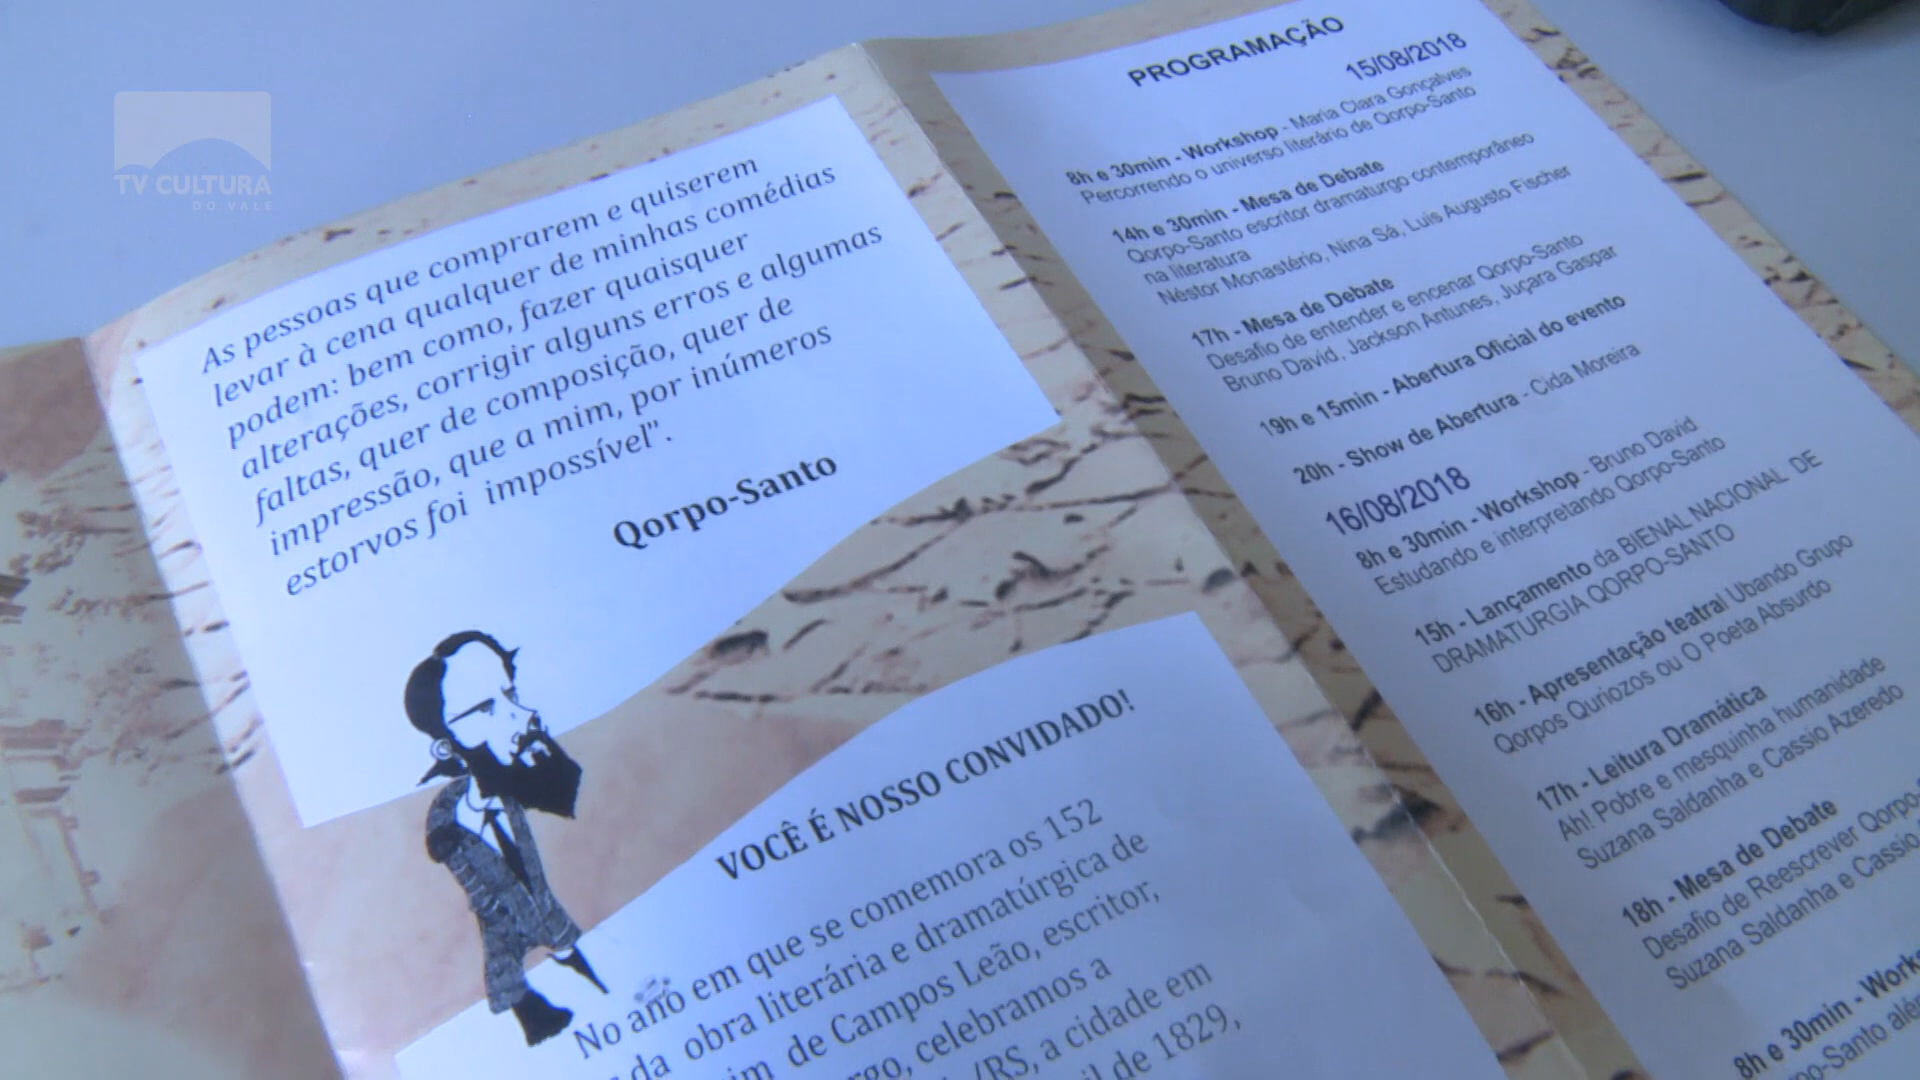 TV CULTURA
DO VALE
As pessoas que comprarem e quiserem
levar à cena qualquer de minhas comédias
podem: bem como, fazer quaisquer
alterações, corrigir alguns erros e algumas
faltas, quer de composição, quer de
impressão, que a mim, por inúmeros
estorvos foi impossível".
Qorpo-Santo
VOCÊ É NOSSO CONVIDADO!
No ano em que se comemora os 152
da obra literária e dramatúrgica de
de Campos Leão, escritor,
celebramos a
/RS, a cidade em
de 1829,
PROGRAMAÇÃO
15/08/2018
8h e 30min - Workshop - Maria Clara Gonçalves
Percorrendo o universo literário de Qorpo-Santo
14h e 30min - Mesa de Debate
Qorpo-Santo escritor dramaturgo contemporâneo
na literatura
Néstor Monastério, Nina Sá, Luis Augusto Fischer
17h - Mesa de Debate
Desafio de entender e encenar Qorpo-Santo
Bruno David, Jackson Antunes, Juçara Gaspar
19h e 15min - Abertura Oficial do evento
20h - Show de Abertura - Cida Moreira
16/08/2018
8h e 30min - Workshop - Bruno David
Estudando e interpretando Qorpo-Santo
15h - Lançamento da BIENAL NACIONAL DE
DRAMATURGIA QORPO-SANTO
16h - Apresentação teatral Ubando Grupo
Qorpos Quriozos ou O Poeta Absurdo
17h - Leitura Dramática
Ah! Pobre e mesquinha humanidade
Suzana Saldanha e Cassio Azeredo
18h - Mesa de Debate
Desafio de Reescrever Qorpo-
Suzana Saldanha e Cassio
8h e 30min - Works